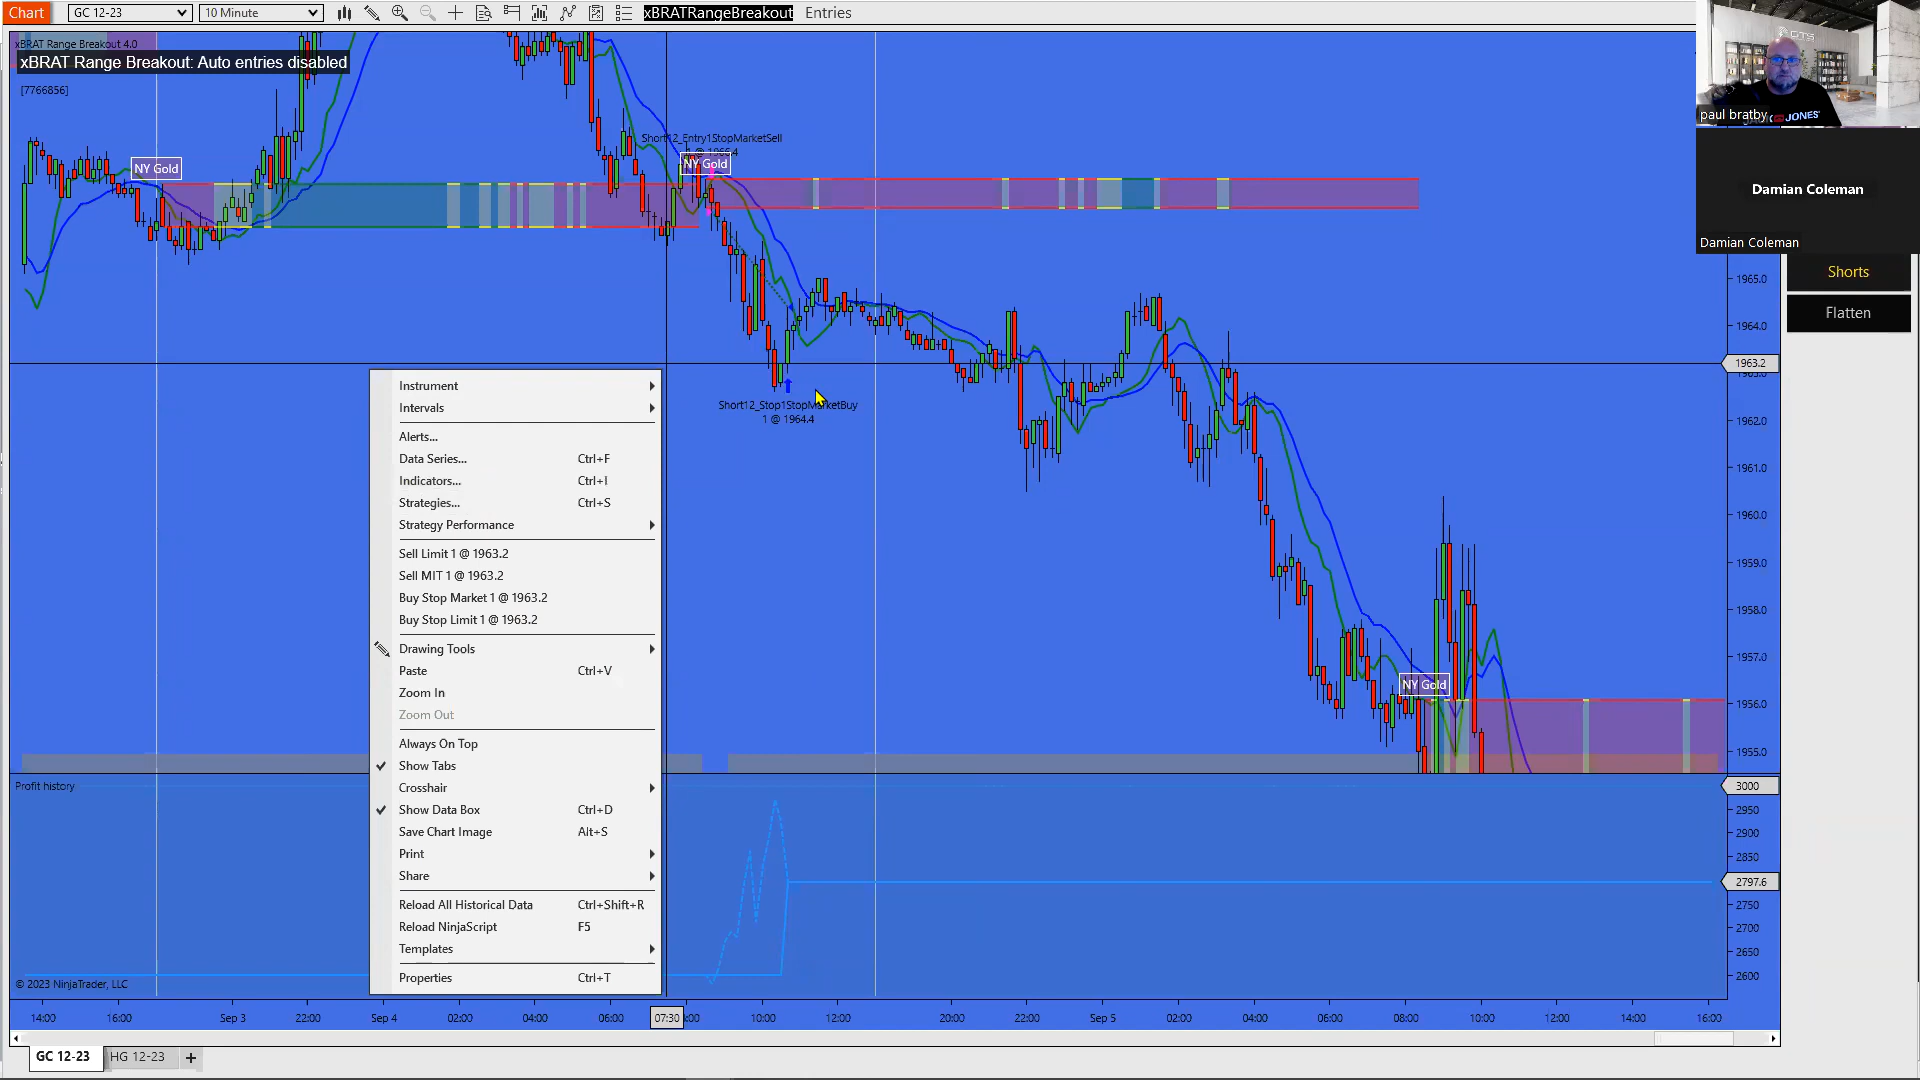 Chart
GC 12-23
10 Minute
xBRATRangeBreakout
Entries
xBRAT Range Breakout 4.0
xBRAT Range Breakout: Auto entries disabled
[7766856]
NY Gold
Short12_Entry1StopMarketSell
NY Gold
Short12_Stop1StopMarketBuy
1 @ 1964.4
NY Gold
paul bratby
JONES
Damian Coleman
Damian Coleman
Shorts
Flatten
1965.0
1964.0
1963.2
1962.0
1961.0
1960.0
1959.0
1958.0
1957.0
1956.0
1955.0
Instrument
Intervals
Alerts...
Data Series... Ctrl+F
Indicators... Ctrl+I
Strategies... Ctrl+S
Strategy Performance
Sell Limit 1 @ 1963.2
Sell MIT 1 @ 1963.2
Buy Stop Market 1 @ 1963.2
Buy Stop Limit 1 @ 1963.2
Drawing Tools
Paste Ctrl+V
Zoom In
Zoom Out
Always On Top
Show Tabs
Crosshair
Show Data Box Ctrl+D
Save Chart Image Alt+S
Print
Share
Reload All Historical Data Ctrl+Shift+R
Reload NinjaScript F5
Templates
Properties Ctrl+T
Profit history
3000
2950
2900
2850
2797.6
2750
2700
2650
2600
© 2023 NinjaTrader, LLC
14:00 16:00 Sep 3 22:00 Sep 4 02:00 04:00 06:00 07:30 10:00 12:00 20:00 22:00 Sep 5 02:00 04:00 06:00 08:00 10:00 12:00 14:00 16:00
GC 12-23
HG 12-23
+